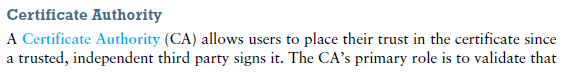 Certificate Authority
A Certificate Authority (CA) allows users to place their trust in the certificate since
a trusted, independent third party signs it. The CA’s primary role is to validate that